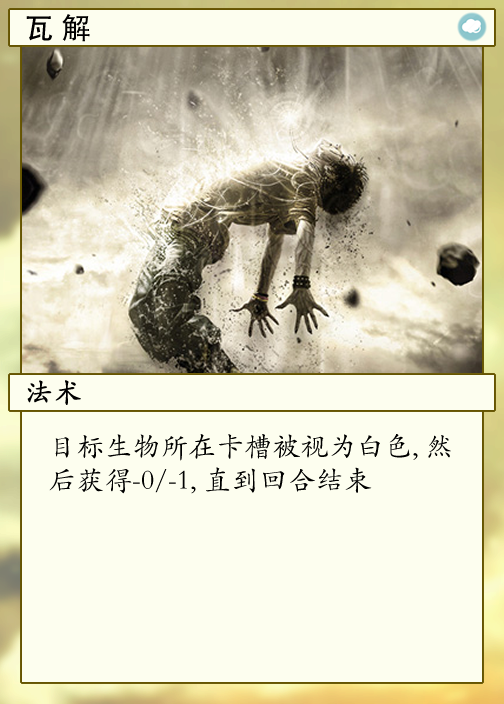 瓦解
法术
目标生物所在卡槽被视为白色, 然
后获得-0/-1, 直到回合结束